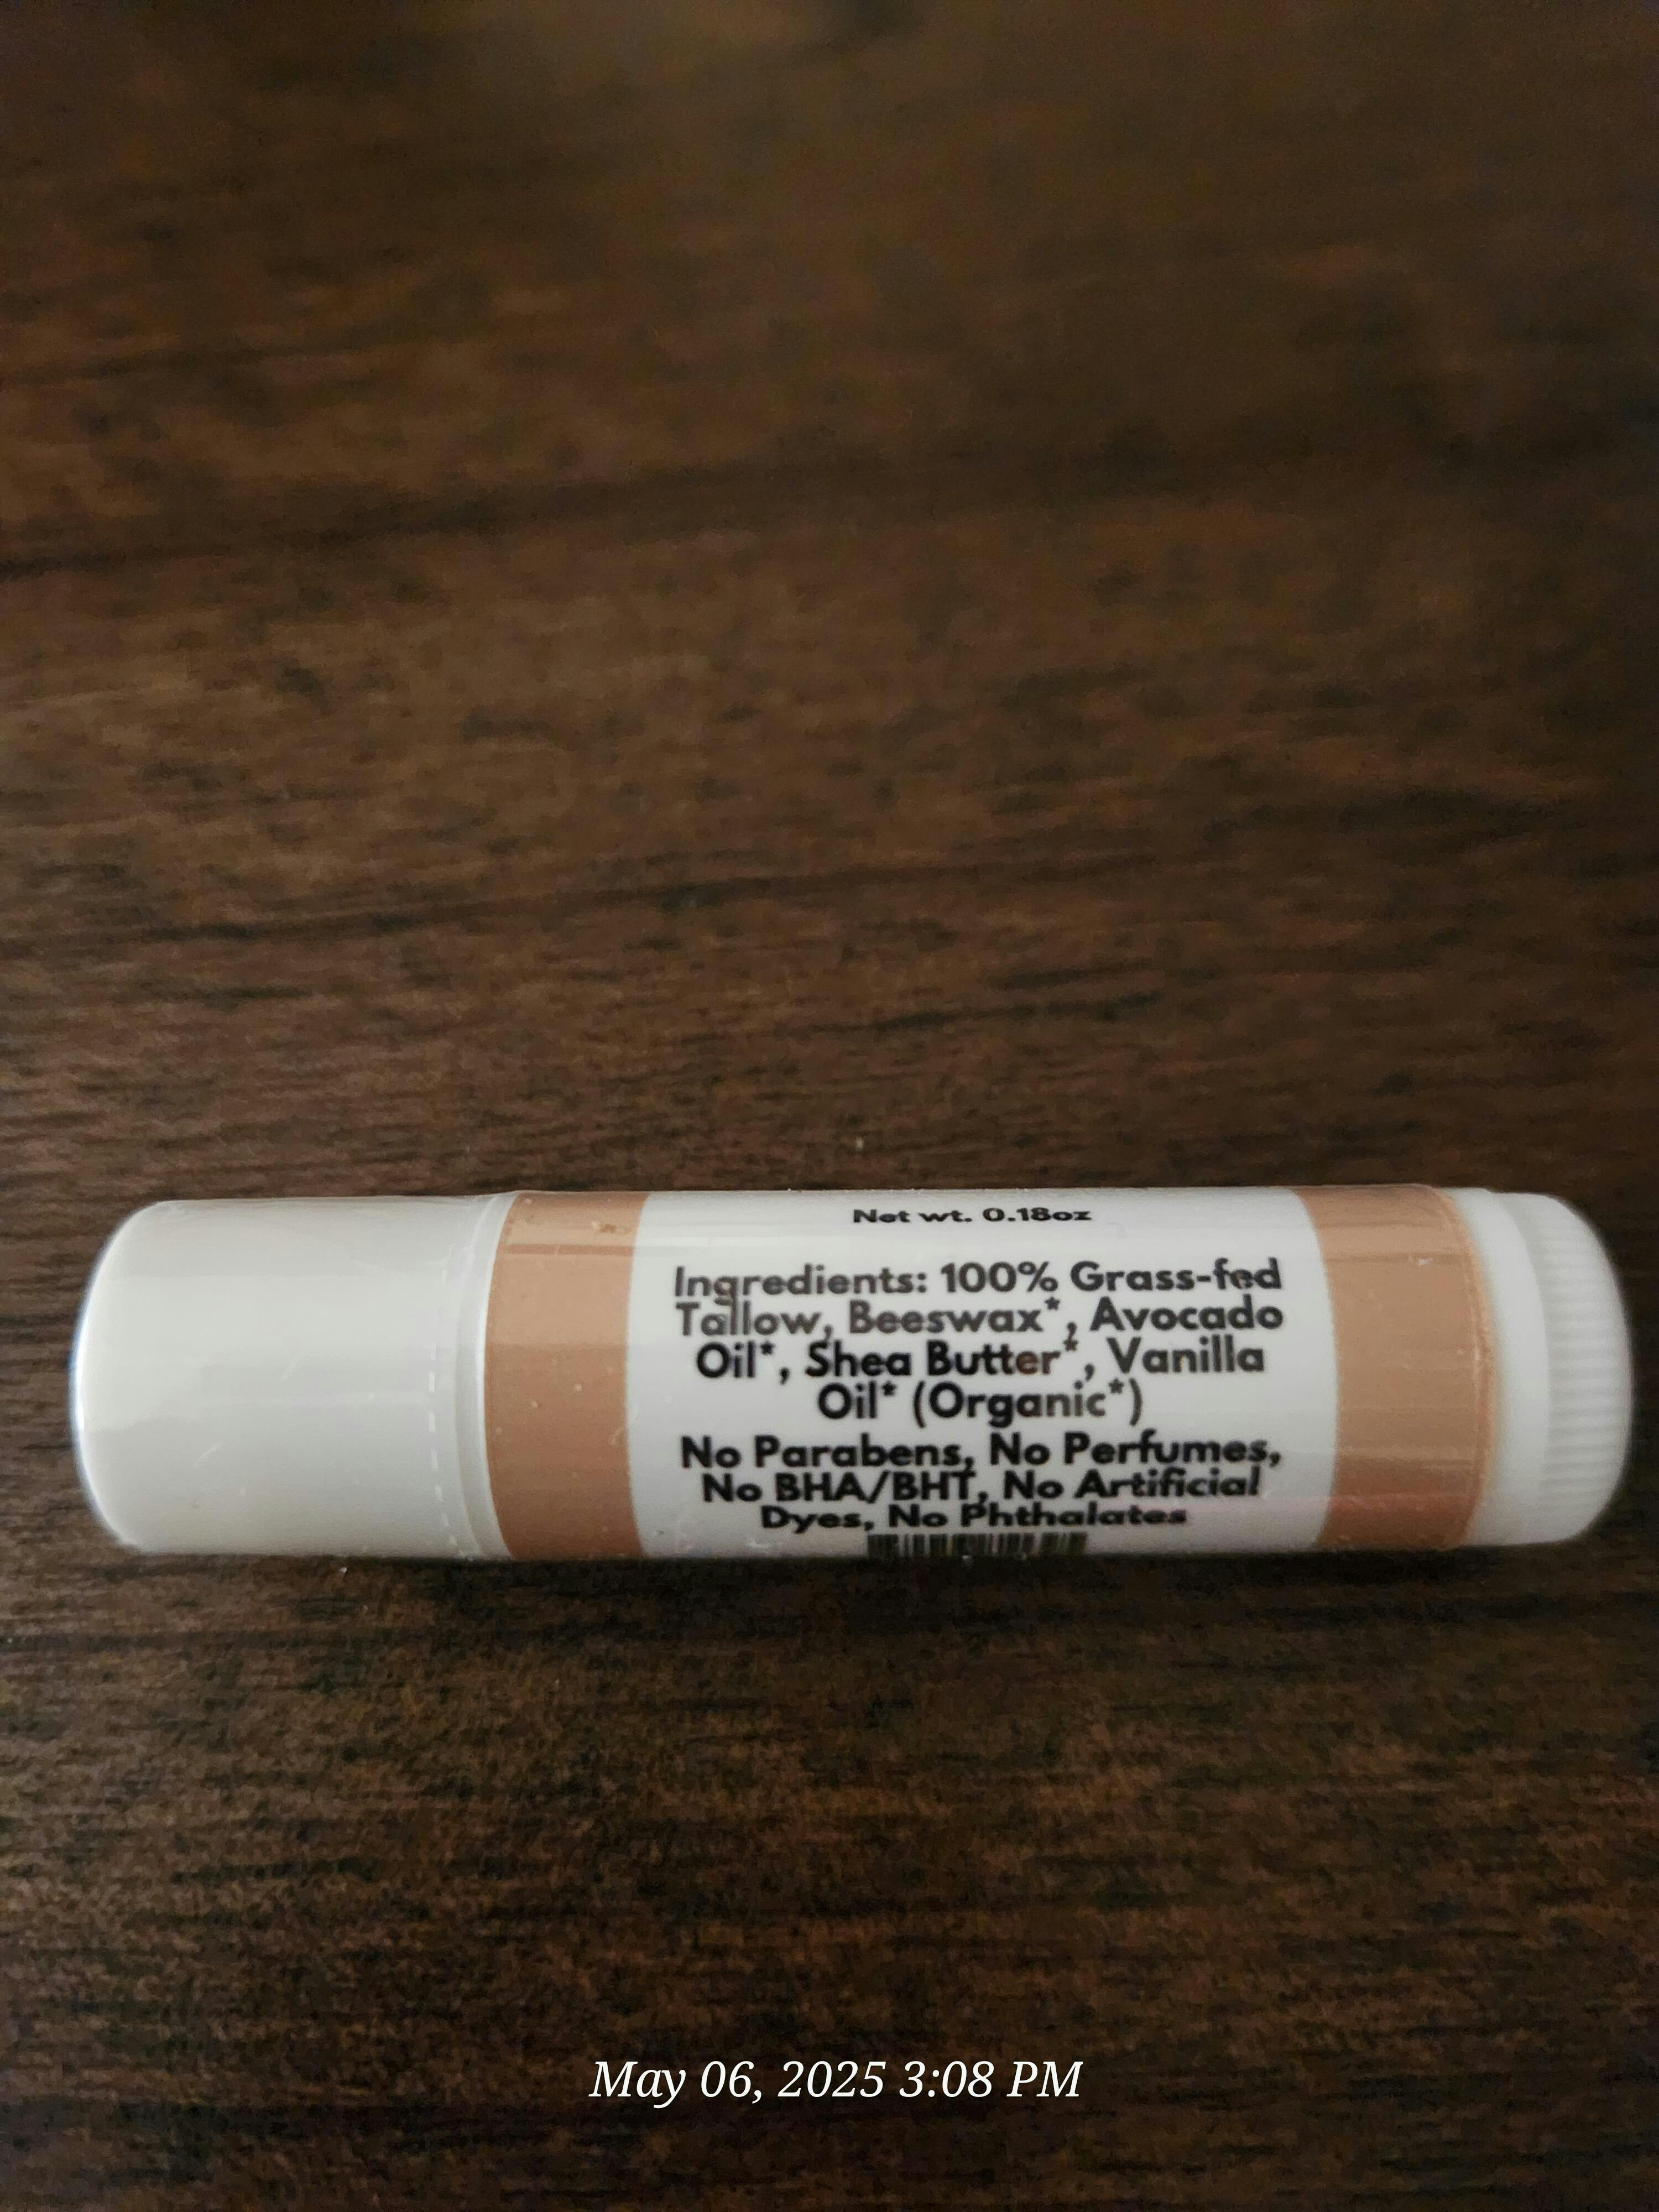 Net wt. 0.18oz
Ingredients: 100% Grass-fed
Tallow, Beeswax*, Avocado
Oil*, Shea Butter*, Vanilla
Oil* (Organic*)
No Parabens, No Perfumes,
No BHA/BHT, No Artificial
Dyes, No Phthalates
May 06, 2025 3:08 PM